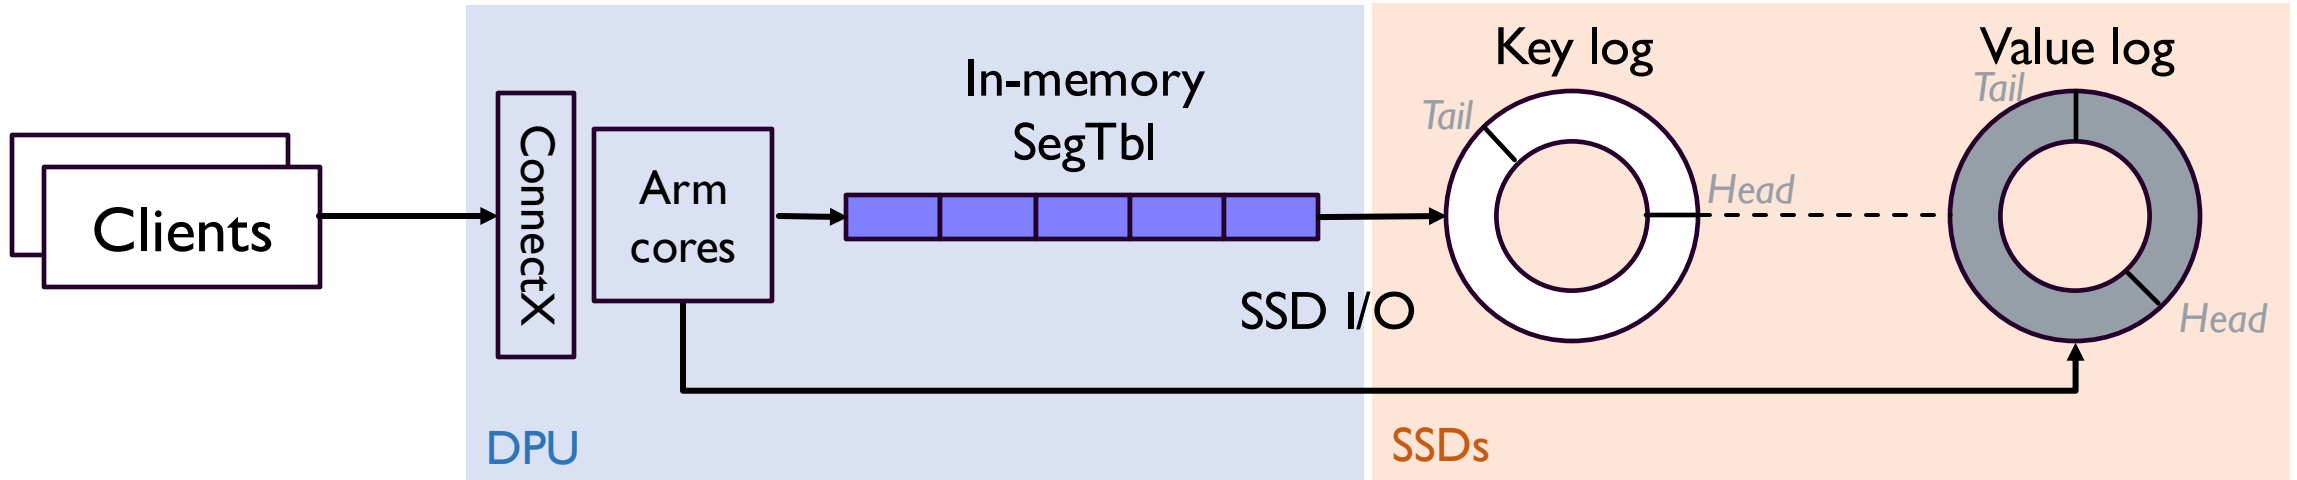 Clients
ConnectX
Arm
cores
In-memory
SegTbl
SSD I/O
DPU
Key log
Tail
Head
Value log
Tail
Head
SSDs